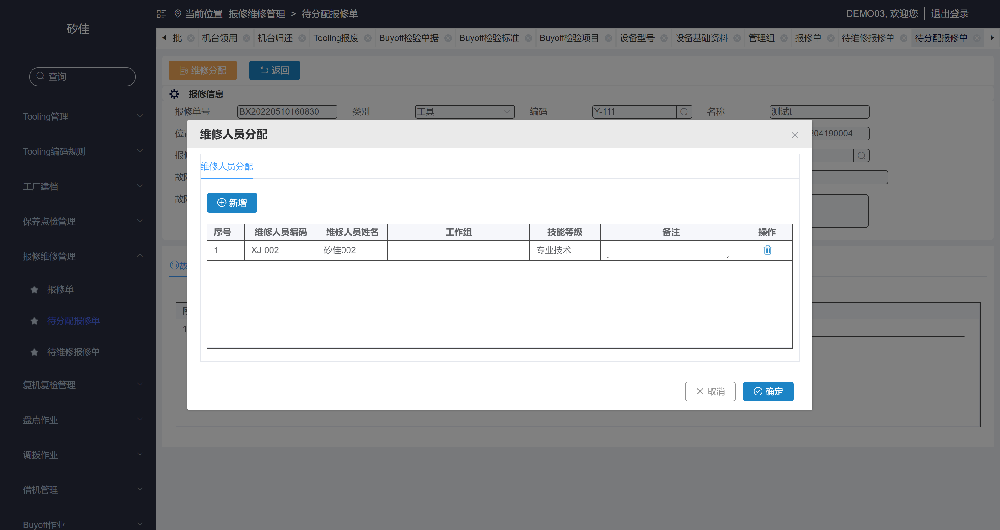 矽佳
当前位置 报修维修管理 > 待分配报修单
DEMO03, 欢迎您 退出登录
批 机台领用 机台归还 Tooling报废 Buyoff检验单据 Buyoff检验标准 Buyoff检验项目 设备型号 设备基础资料 管理组 报修单 待维修报修单 待分配报修单
查询
Tooling管理
Tooling编码规则
工厂建档
保养点检管理
报修维修管理
报修单
待分配报修单
待维修报修单
复机复检管理
盘点作业
调拨作业
借机管理
Buyoff作业
维修分配 返回
报修信息
报修单号 BX20220510160830 类别 工具 编码 Y-111 名称 测试t
204190004
维修人员分配
维修人员分配
新增
序号 维修人员编码 维修人员姓名 工作组 技能等级 备注 操作
1 XJ-002 矽佳002 专业技术
取消 确定
位
报
故
故
故
1